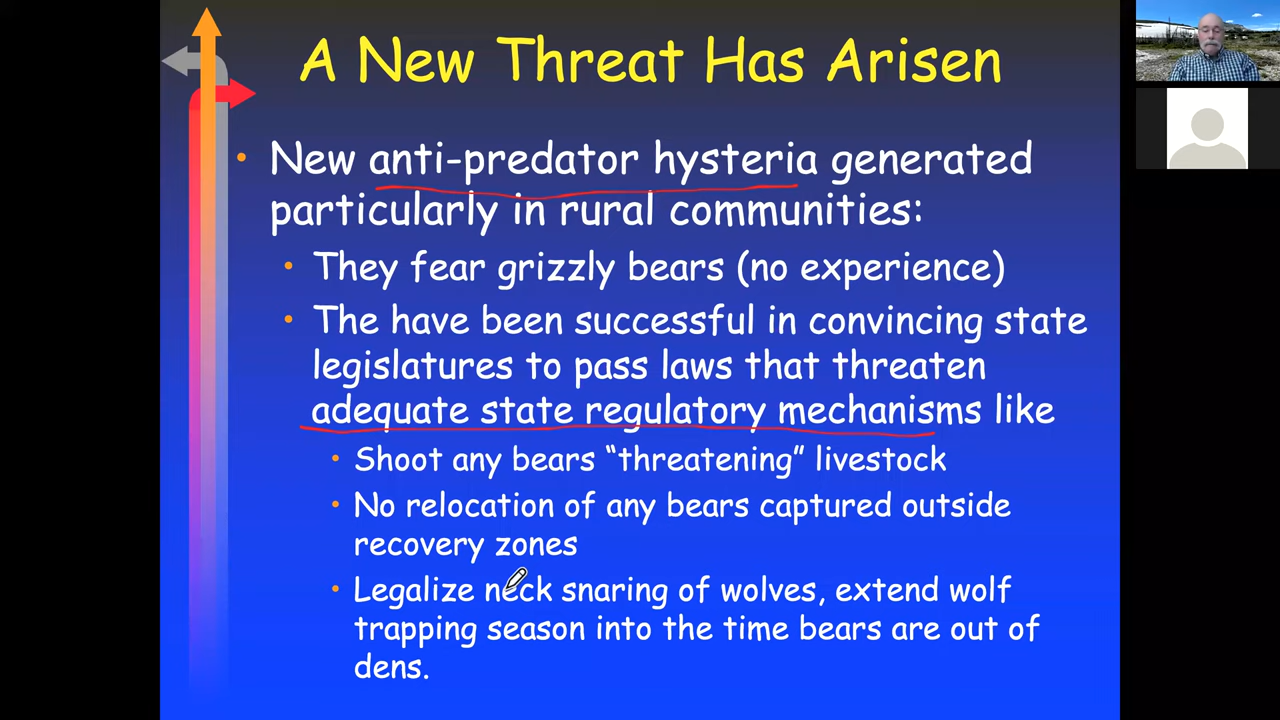 A New Threat Has Arisen
• New anti-predator hysteria generated
particularly in rural communities:
• They fear grizzly bears (no experience)
• The have been successful in convincing state
legislatures to pass laws that threaten
adequate state regulatory mechanisms like
• Shoot any bears “threatening” livestock
• No relocation of any bears captured outside
recovery zones
• Legalize neck snaring of wolves, extend wolf
trapping season into the time bears are out of
dens.